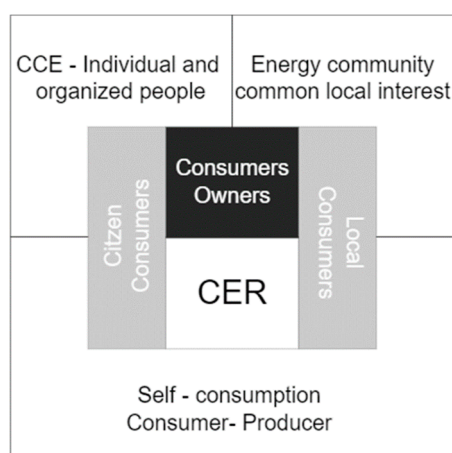 CCE - Individual and
organized people
Energy community
common local interest
Consumers
Owners
Citzen
Consumers
Local
Consumers
CER
Self - consumption
Consumer- Producer